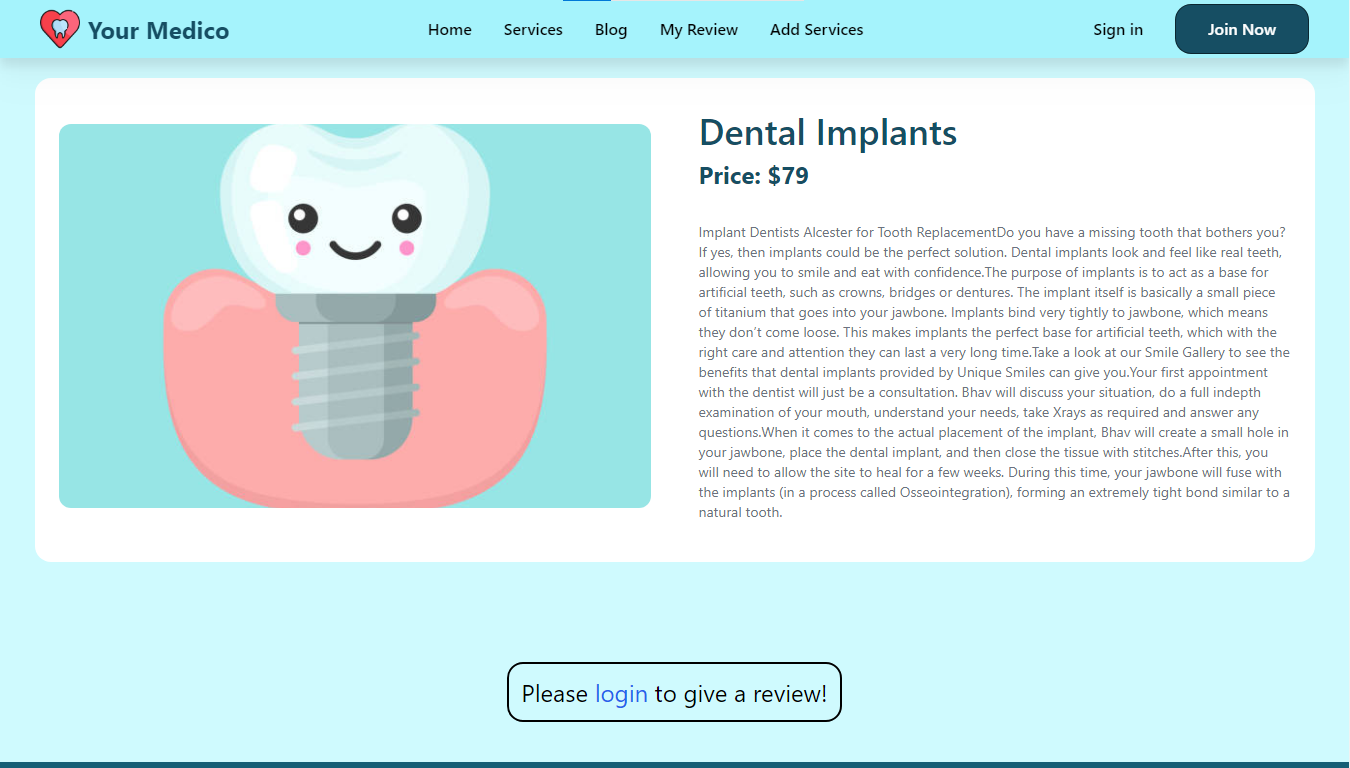 Your Medico
Home
Services
Blog
My Review
Add Services
Sign in
Join Now
Dental Implants
Price: $79
Implant Dentists Alcester for Tooth ReplacementDo you have a missing tooth that bothers you?
If yes, then implants could be the perfect solution. Dental implants look and feel like real teeth,
allowing you to smile and eat with confidence.The purpose of implants is to act as a base for
artificial teeth, such as crowns, bridges or dentures. The implant itself is basically a small piece
of titanium that goes into your jawbone. Implants bind very tightly to jawbone, which means
they don’t come loose. This makes implants the perfect base for artificial teeth, which with the
right care and attention they can last a very long time.Take a look at our Smile Gallery to see the
benefits that dental implants provided by Unique Smiles can give you.Your first appointment
with the dentist will just be a consultation. Bhav will discuss your situation, do a full indepth
examination of your mouth, understand your needs, take Xrays as required and answer any
questions.When it comes to the actual placement of the implant, Bhav will create a small hole in
your jawbone, place the dental implant, and then close the tissue with stitches.After this, you
will need to allow the site to heal for a few weeks. During this time, your jawbone will fuse with
the implants (in a process called Osseointegration), forming an extremely tight bond similar to a
natural tooth.
Please login to give a review!